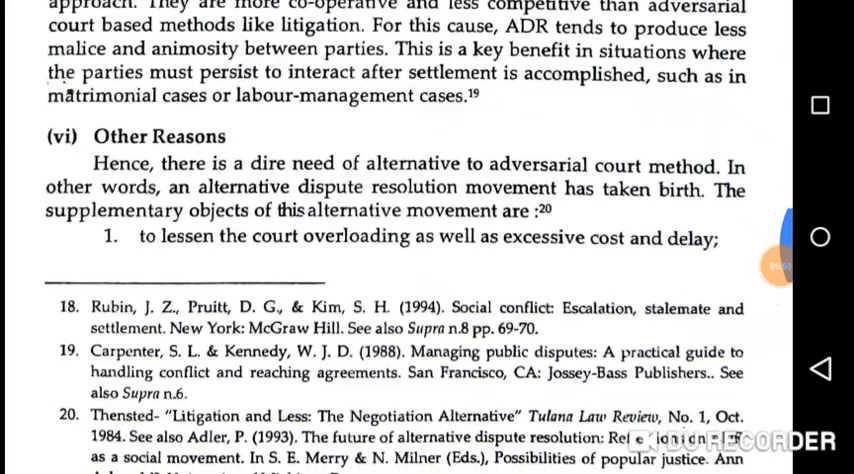 approach. They are more co-operative and less competitive than adversarial
court based methods like litigation. For this cause, ADR tends to produce less
malice and animosity between parties. This is a key benefit in situations where
the parties must persist to interact after settlement is accomplished, such as in
matrimonial cases or labour-management cases.19
(vi) Other Reasons
Hence, there is a dire need of alternative to adversarial court method. In
other words, an alternative dispute resolution movement has taken birth. The
supplementary objects of this alternative movement are :20
1. to lessen the court overloading as well as excessive cost and delay;
05:50
18. Rubin, J. Z., Pruitt, D. G., & Kim, S. H. (1994). Social conflict: Escalation, stalemate and
settlement. New York: McGraw Hill. See also Supra n.8 pp. 69-70.
19. Carpenter, S. L. & Kennedy, W. J. D. (1988). Managing public disputes: A practical guide to
handling conflict and reaching agreements. San Francisco, CA: Jossey-Bass Publishers.. See
also Supra n.6.
20. Thensted- "Litigation and Less: The Negotiation Alternative" Tulana Law Review, No. 1, Oct.
1984. See also Adler, P. (1993). The future of alternative dispute resolution:
DU RECORDER
as a social movement. In S. E. Merry & N. Milner (Eds.), Possibilities of popular justice. Ann